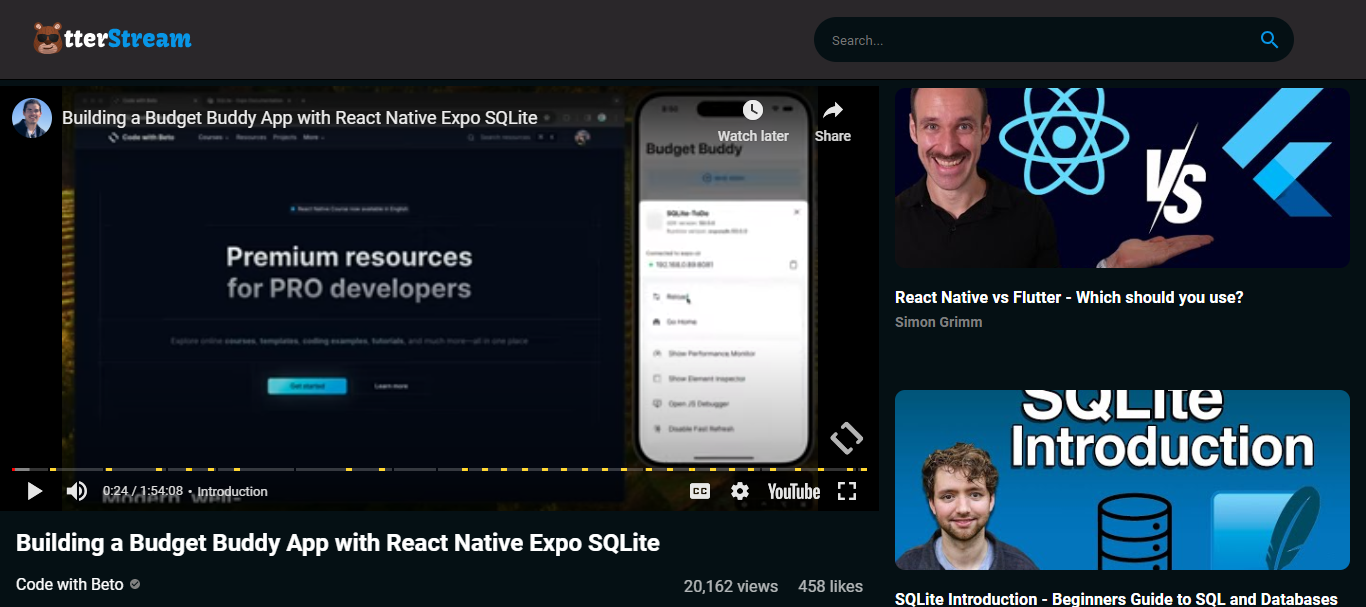 tterStream
Search...
Building a Budget Buddy App with React Native Expo SQLite
Watch later
Share
Code with Beto
Courses
Resources
Projects
More
Search resources
React Native Course now available in English
Premium resources
for PRO developers
Explore online courses, templates, coding examples, tutorials, and much more—all in one place
Get started
Learn more
Budget Buddy
SQLite-ToDo
Connected to expo-cli
Reload
Go Home
Show Performance Monitor
Show Element Inspector
Open JS Debugger
Disable Fast Refresh
0:24 / 1:54:08 • Introduction
CC
YouTube
Building a Budget Buddy App with React Native Expo SQLite
Code with Beto
20,162 views
458 likes
VS
React Native vs Flutter - Which should you use?
Simon Grimm
SQLite
Introduction
SQLite Introduction - Beginners Guide to SQL and Databases